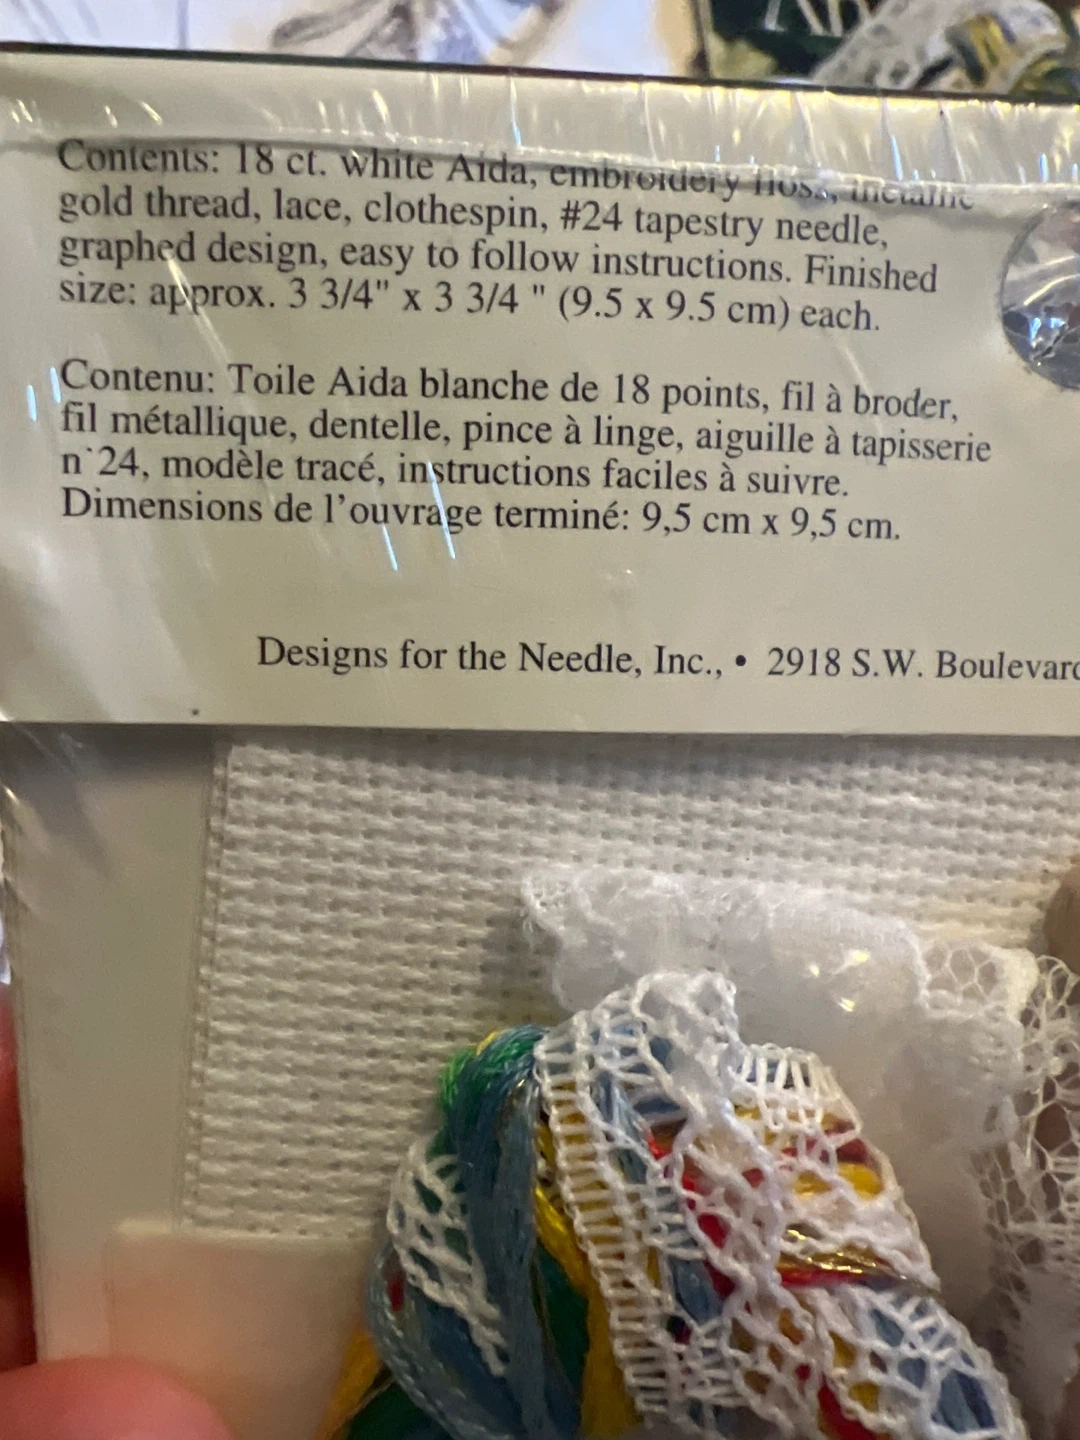 Contents: 18 ct. white Aida, embroidery floss, metallic
gold thread, lace, clothespin, #24 tapestry needle,
graphed design, easy to follow instructions. Finished
size: approx. 3 3/4" x 3 3/4 " (9.5 x 9.5 cm) each.
Contenu: Toile Aida blanche de 18 points, fil à broder,
fil métallique, dentelle, pince à linge, aiguille à tapisserie
n˙24, modèle tracé, instructions faciles à suivre.
Dimensions de l’ouvrage terminé: 9,5 cm x 9,5 cm.
Designs for the Needle, Inc., • 2918 S.W. Boulevard